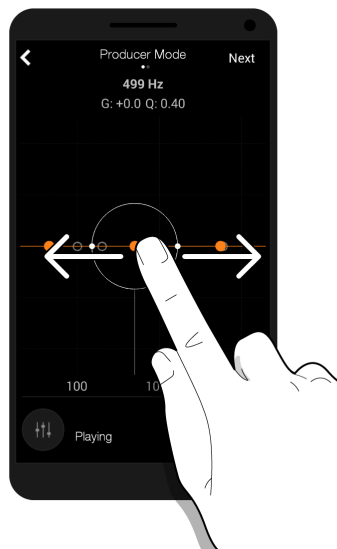 Producer Mode
Next
499 Hz
G: +0.0 Q: 0.40
100
Playing